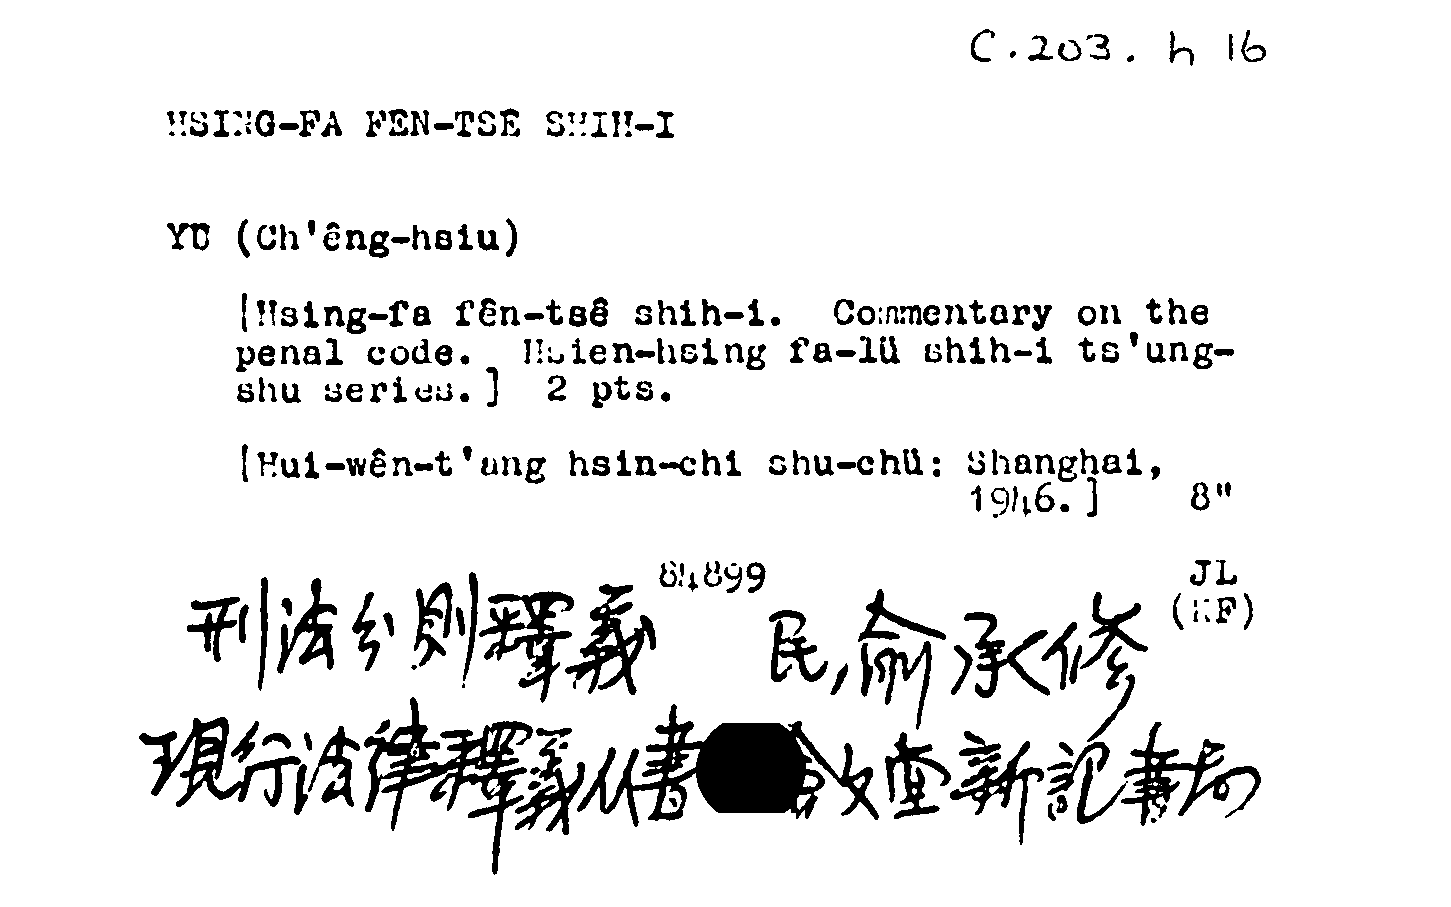 C.203. h 16
HSING-FA FEN-TSE SHIH-I
YÜ (Ch'êng-hsiu)
[Hsing-fa fên-tsê shih-i. Commentary on the
penal code. Hsien-hsing fa-lü shih-i ts'ung-
shu series.] 2 pts.
[Hui-wên-t'ang hsin-chi shu-chü: Shanghai,
1946.] 8"
84899 JL
(KF)
刑法分則釋義 民,俞承修
現行法律釋義丛書 會文堂新記書局